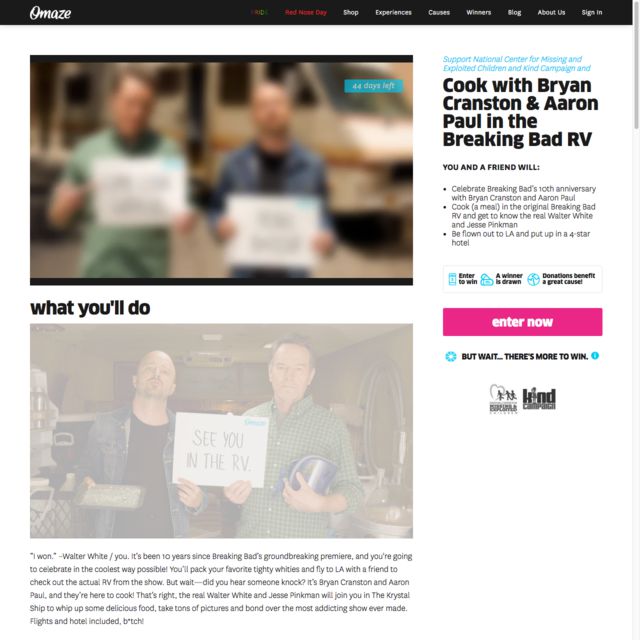 Omaze
PRIDE
Red Nose Day
Shop
Experiences
Causes
Winners
Blog
About Us
Sign In
44 days left
Support National Center for Missing and
Exploited Children and Kind Campaign and
Cook with Bryan
Cranston & Aaron
Paul in the
Breaking Bad RV
YOU AND A FRIEND WILL:
• Celebrate Breaking Bad's 10th anniversary
with Bryan Cranston and Aaron Paul
• Cook (a meal) in the original Breaking Bad
RV and get to know the real Walter White
and Jesse Pinkman
• Be flown out to LA and put up in a 4-star
hotel
Enter
to win
A winner
is drawn
Donations benefit
a great cause!
enter now
BUT WAIT... THERE'S MORE TO WIN.
kind
CAMPAIGN
what you'll do
Omaze
SEE YOU
IN THE RV.
"I won." –Walter White / you. It's been 10 years since Breaking Bad's groundbreaking premiere, and you're going
to celebrate in the coolest way possible! You'll pack your favorite tighty whities and fly to LA with a friend to
check out the actual RV from the show. But wait—did you hear someone knock? It's Bryan Cranston and Aaron
Paul, and they're here to cook! That's right, the real Walter White and Jesse Pinkman will join you in The Krystal
Ship to whip up some delicious food, take tons of pictures and bond over the most addicting show ever made.
Flights and hotel included, b*tch!